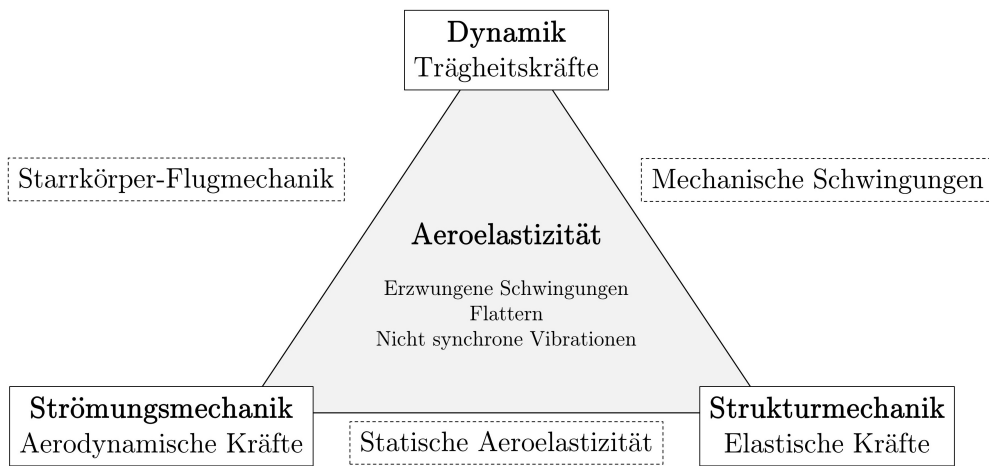 Dynamik
Trägheitskräfte
Starrkörper-Flugmechanik
Mechanische Schwingungen
Aeroelastizität
Erzwungene Schwingungen
Flattern
Nicht synchrone Vibrationen
Strömungsmechanik
Aerodynamische Kräfte
Statische Aeroelastizität
Strukturmechanik
Elastische Kräfte